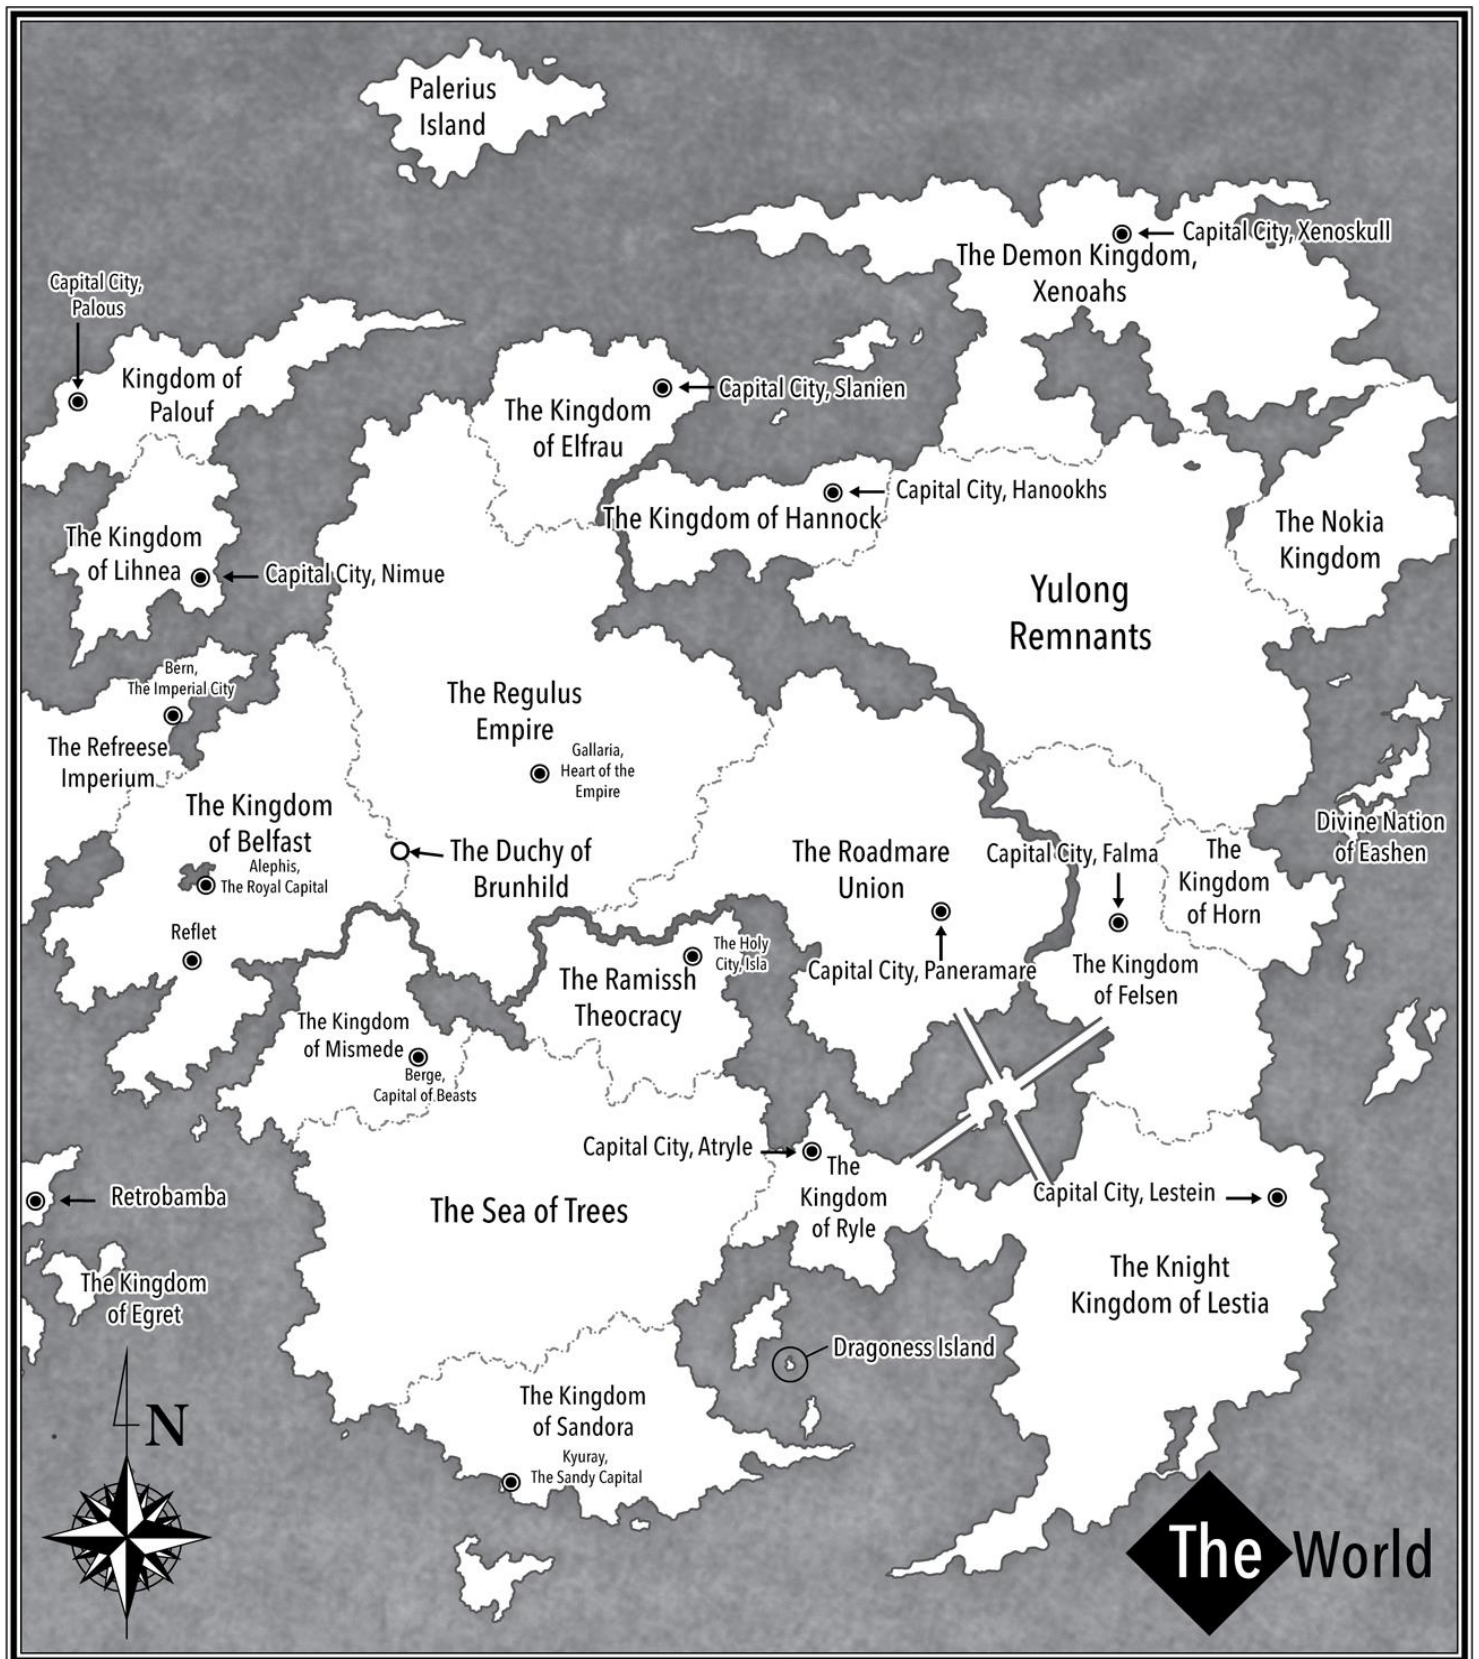 Palerius
Island
Capital City, Xenoskull
The Demon Kingdom,
Xenoahs
Capital City,
Palous
Kingdom of
Palouf
Capital City, Slanien
The Kingdom
of Elfrau
Capital City, Hanookhs
The Kingdom of Hannock
The Nokia
Kingdom
The Kingdom
of Lihnea
Capital City, Nimue
Yulong
Remnants
Bern,
The Imperial City
The Refreese
Imperium
The Regulus
Empire
Gallaria,
Heart of the
Empire
The Kingdom
of Belfast
Alephis,
The Royal Capital
The Duchy of
Brunhild
The Roadmare
Union
Capital City, Falma
The
Kingdom
of Horn
Divine Nation
of Eashen
Reflet
The Holy
City, Isla
The Ramissh
Theocracy
Capital City, Paneramare
The Kingdom
of Felsen
The Kingdom
of Mismede
Berge,
Capital of Beasts
Capital City, Atryle
The
Kingdom
of Ryle
Retrobamba
The Sea of Trees
Capital City, Lestein
The Kingdom
of Egret
The Knight
Kingdom of Lestia
Dragoness Island
The Kingdom
of Sandora
Kyuray,
The Sandy Capital
N
The World